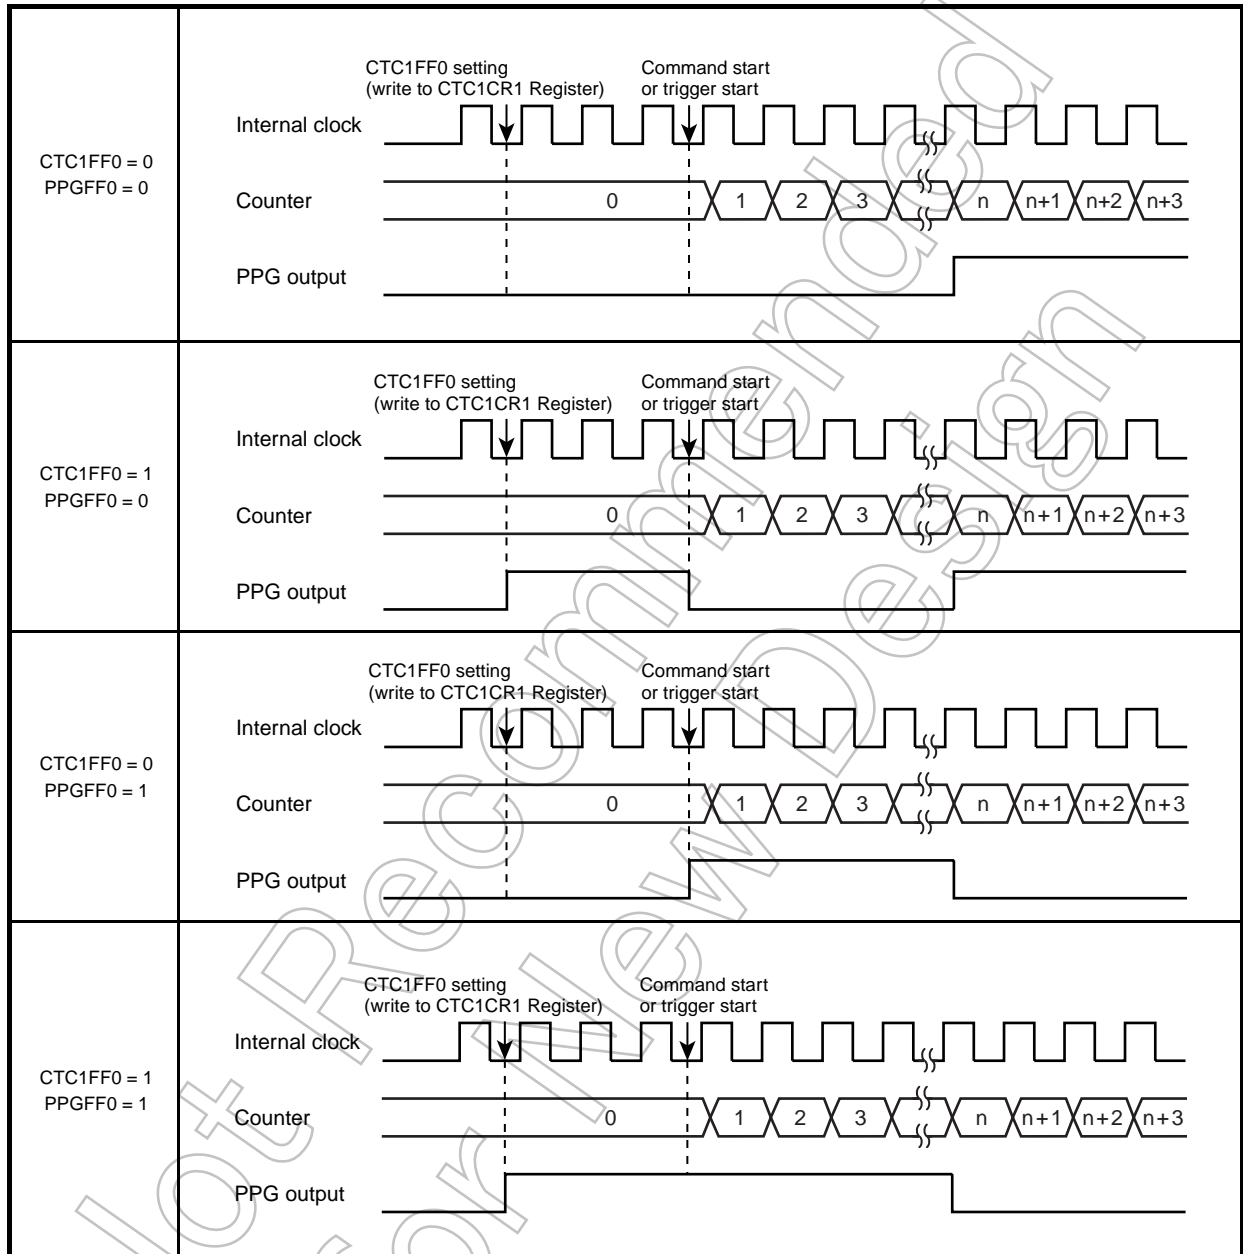 CTC1FF0 = 0
PPGFF0 = 0
CTC1FF0 setting
(write to CTC1CR1 Register)
Command start
or trigger start
Internal clock
Counter
0 1 2 3 n n+1 n+2 n+3
PPG output
CTC1FF0 = 1
PPGFF0 = 0
CTC1FF0 setting
(write to CTC1CR1 Register)
Command start
or trigger start
Internal clock
Counter
0 1 2 3 n n+1 n+2 n+3
PPG output
CTC1FF0 = 0
PPGFF0 = 1
CTC1FF0 setting
(write to CTC1CR1 Register)
Command start
or trigger start
Internal clock
Counter
0 1 2 3 n n+1 n+2 n+3
PPG output
CTC1FF0 = 1
PPGFF0 = 1
CTC1FF0 setting
(write to CTC1CR1 Register)
Command start
or trigger start
Internal clock
Counter
0 1 2 3 n n+1 n+2 n+3
PPG output
Not Recommended
for New Design